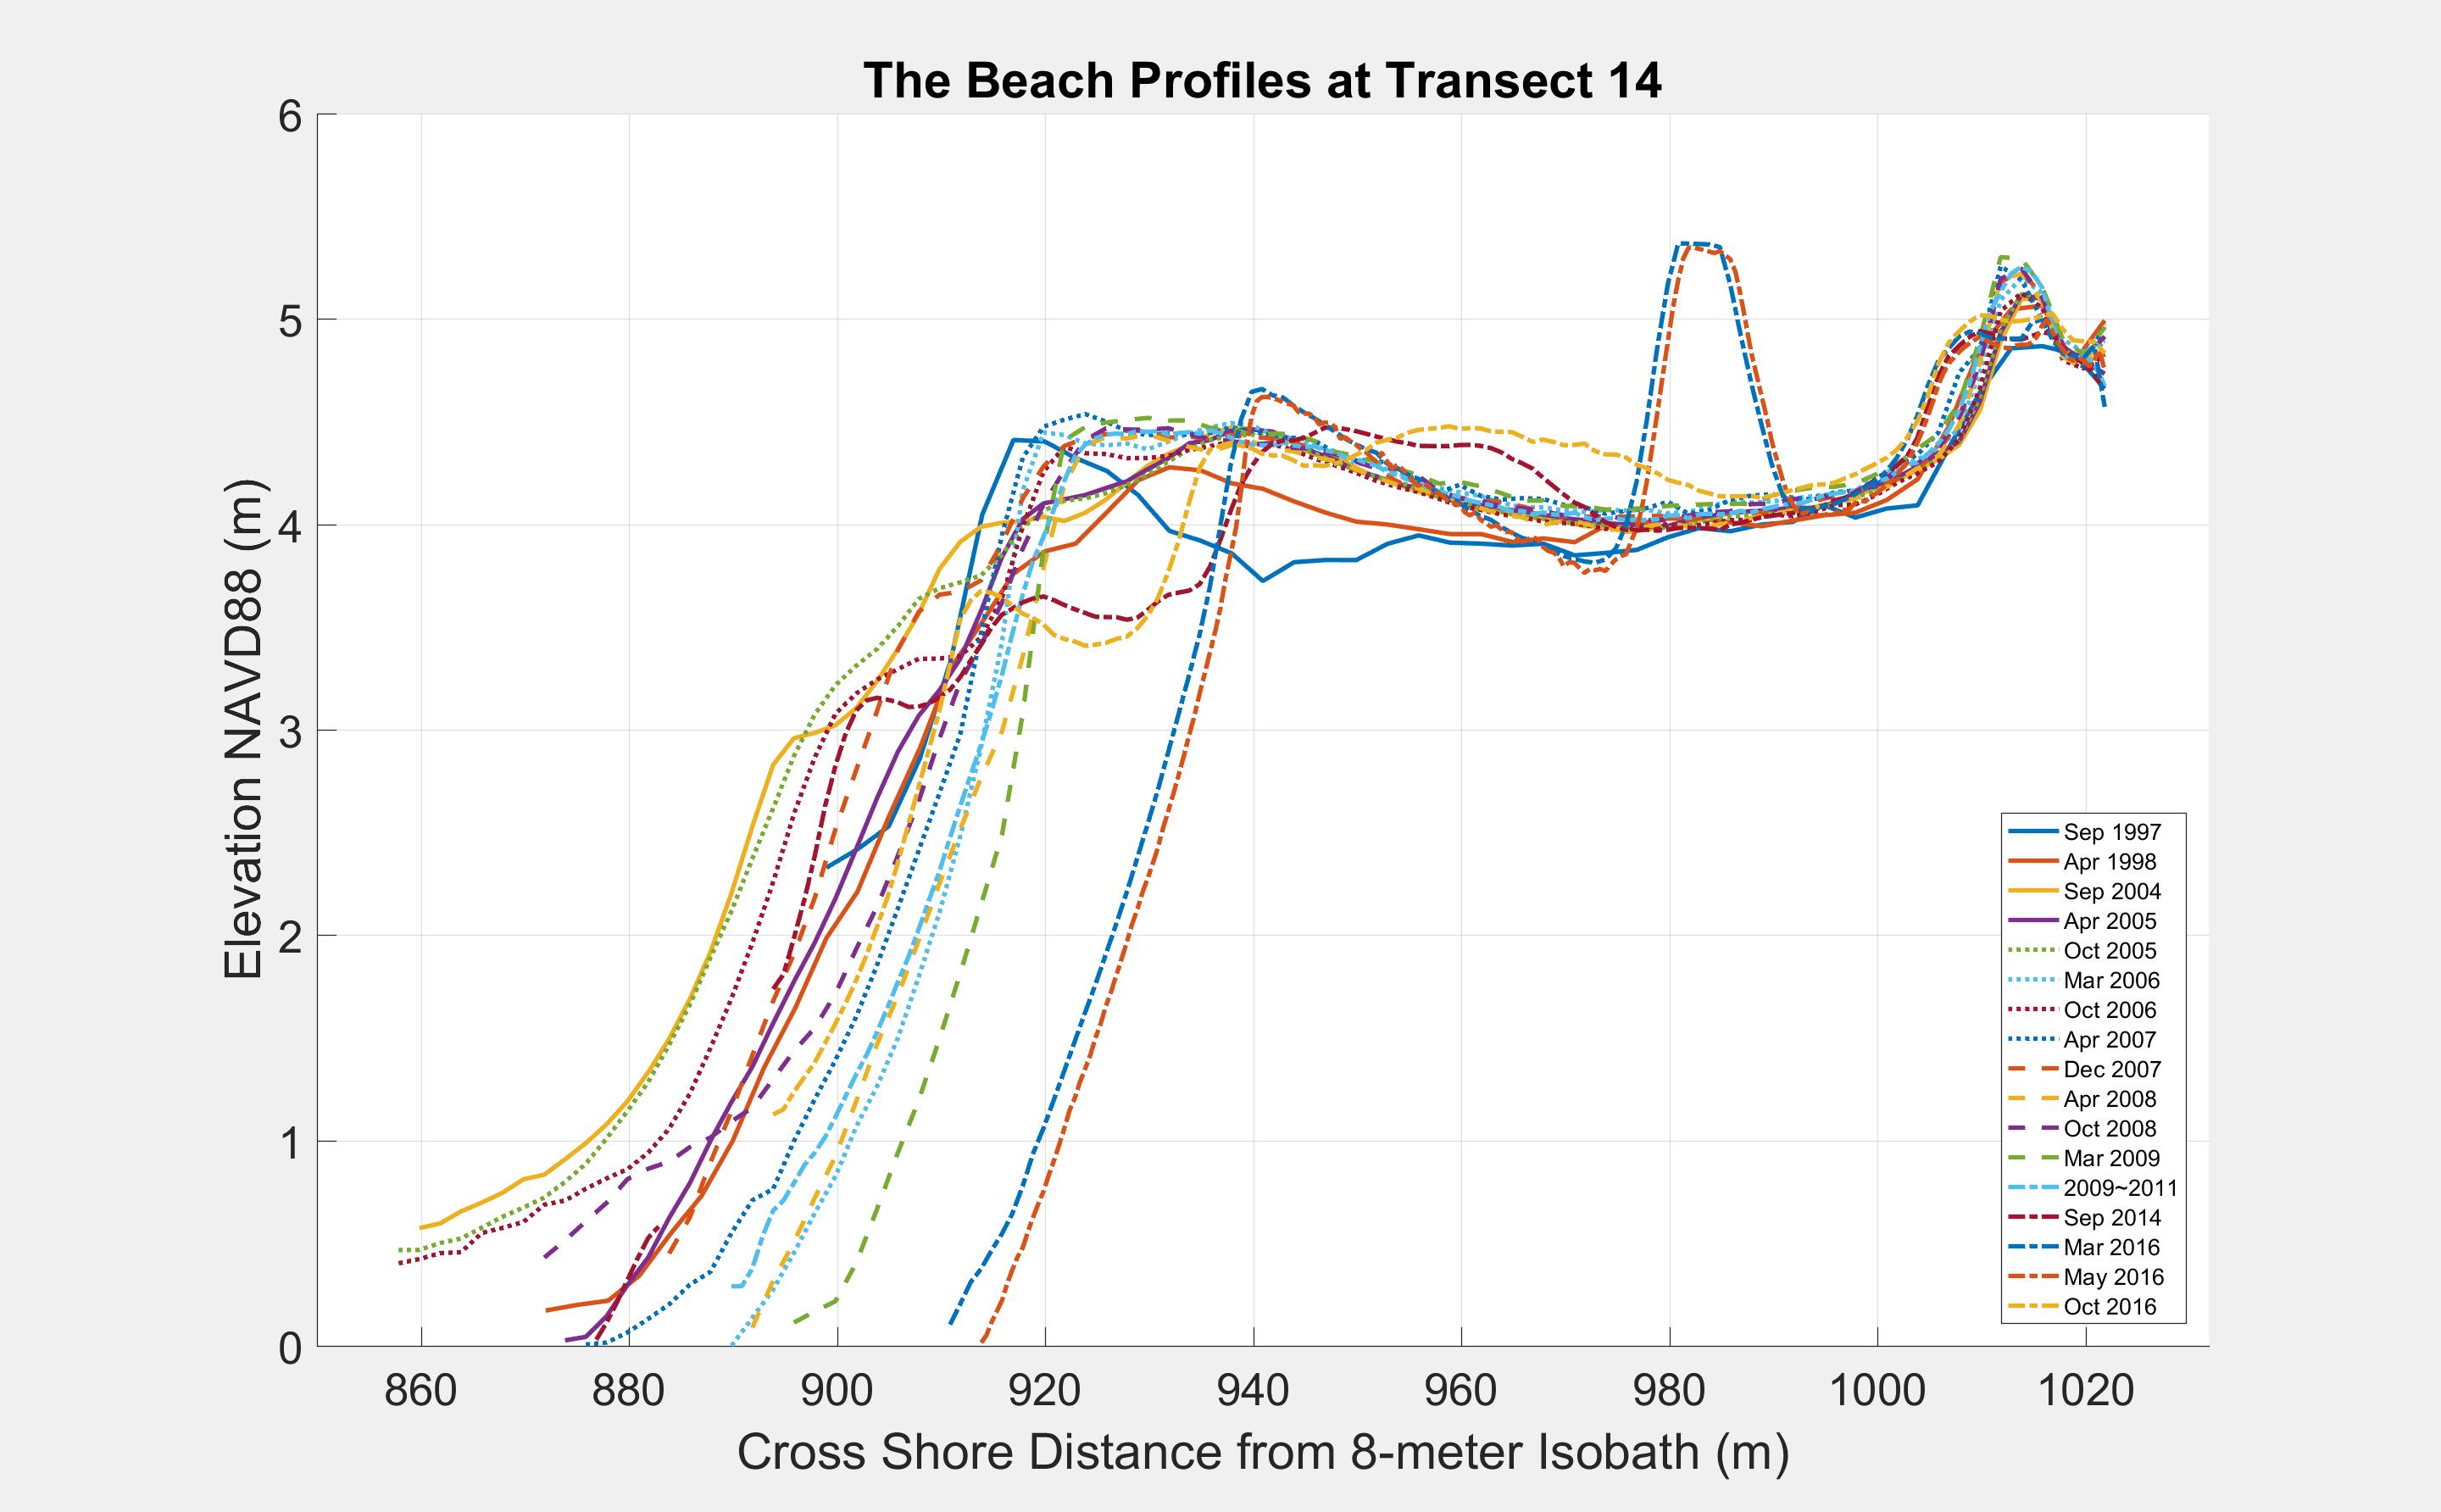 The Beach Profiles at Transect 14
6
5
4
3
2
1
0
Elevation NAVD88 (m)
860 880 900 920 940 960 980 1000 1020
Cross Shore Distance from 8-meter Isobath (m)
Sep 1997
Apr 1998
Sep 2004
Apr 2005
Oct 2005
Mar 2006
Oct 2006
Apr 2007
Dec 2007
Apr 2008
Oct 2008
Mar 2009
2009~2011
Sep 2014
Mar 2016
May 2016
Oct 2016